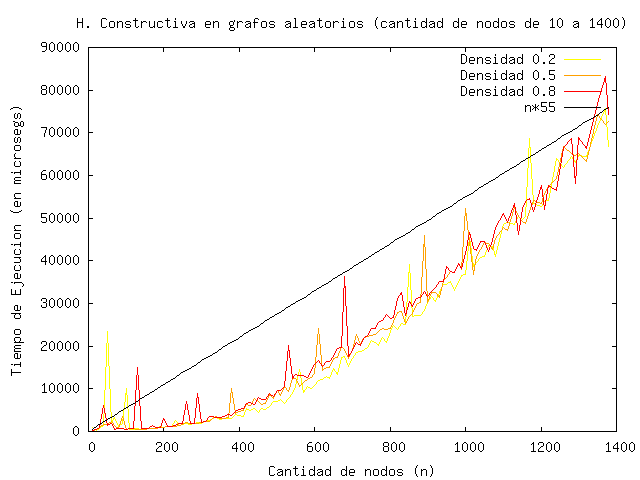 H. Constructiva en grafos aleatorios (cantidad de nodos de 10 a 1400)
90000
80000
70000
60000
50000
40000
30000
20000
10000
0
Tiempo de Ejecucion (en microsegs)
Densidad 0.2
Densidad 0.5
Densidad 0.8
n*55
0 200 400 600 800 1000 1200 1400
Cantidad de nodos (n)